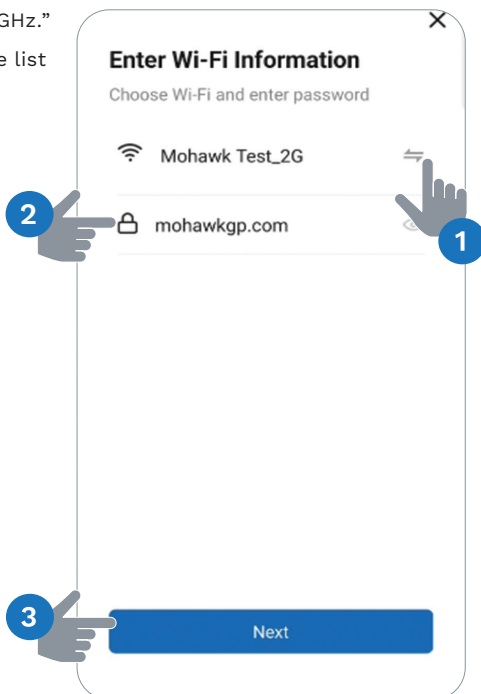 GHz.”
e list
Enter Wi-Fi Information
Choose Wi-Fi and enter password
Mohawk Test_2G
1
2
mohawkgp.com
3
Next